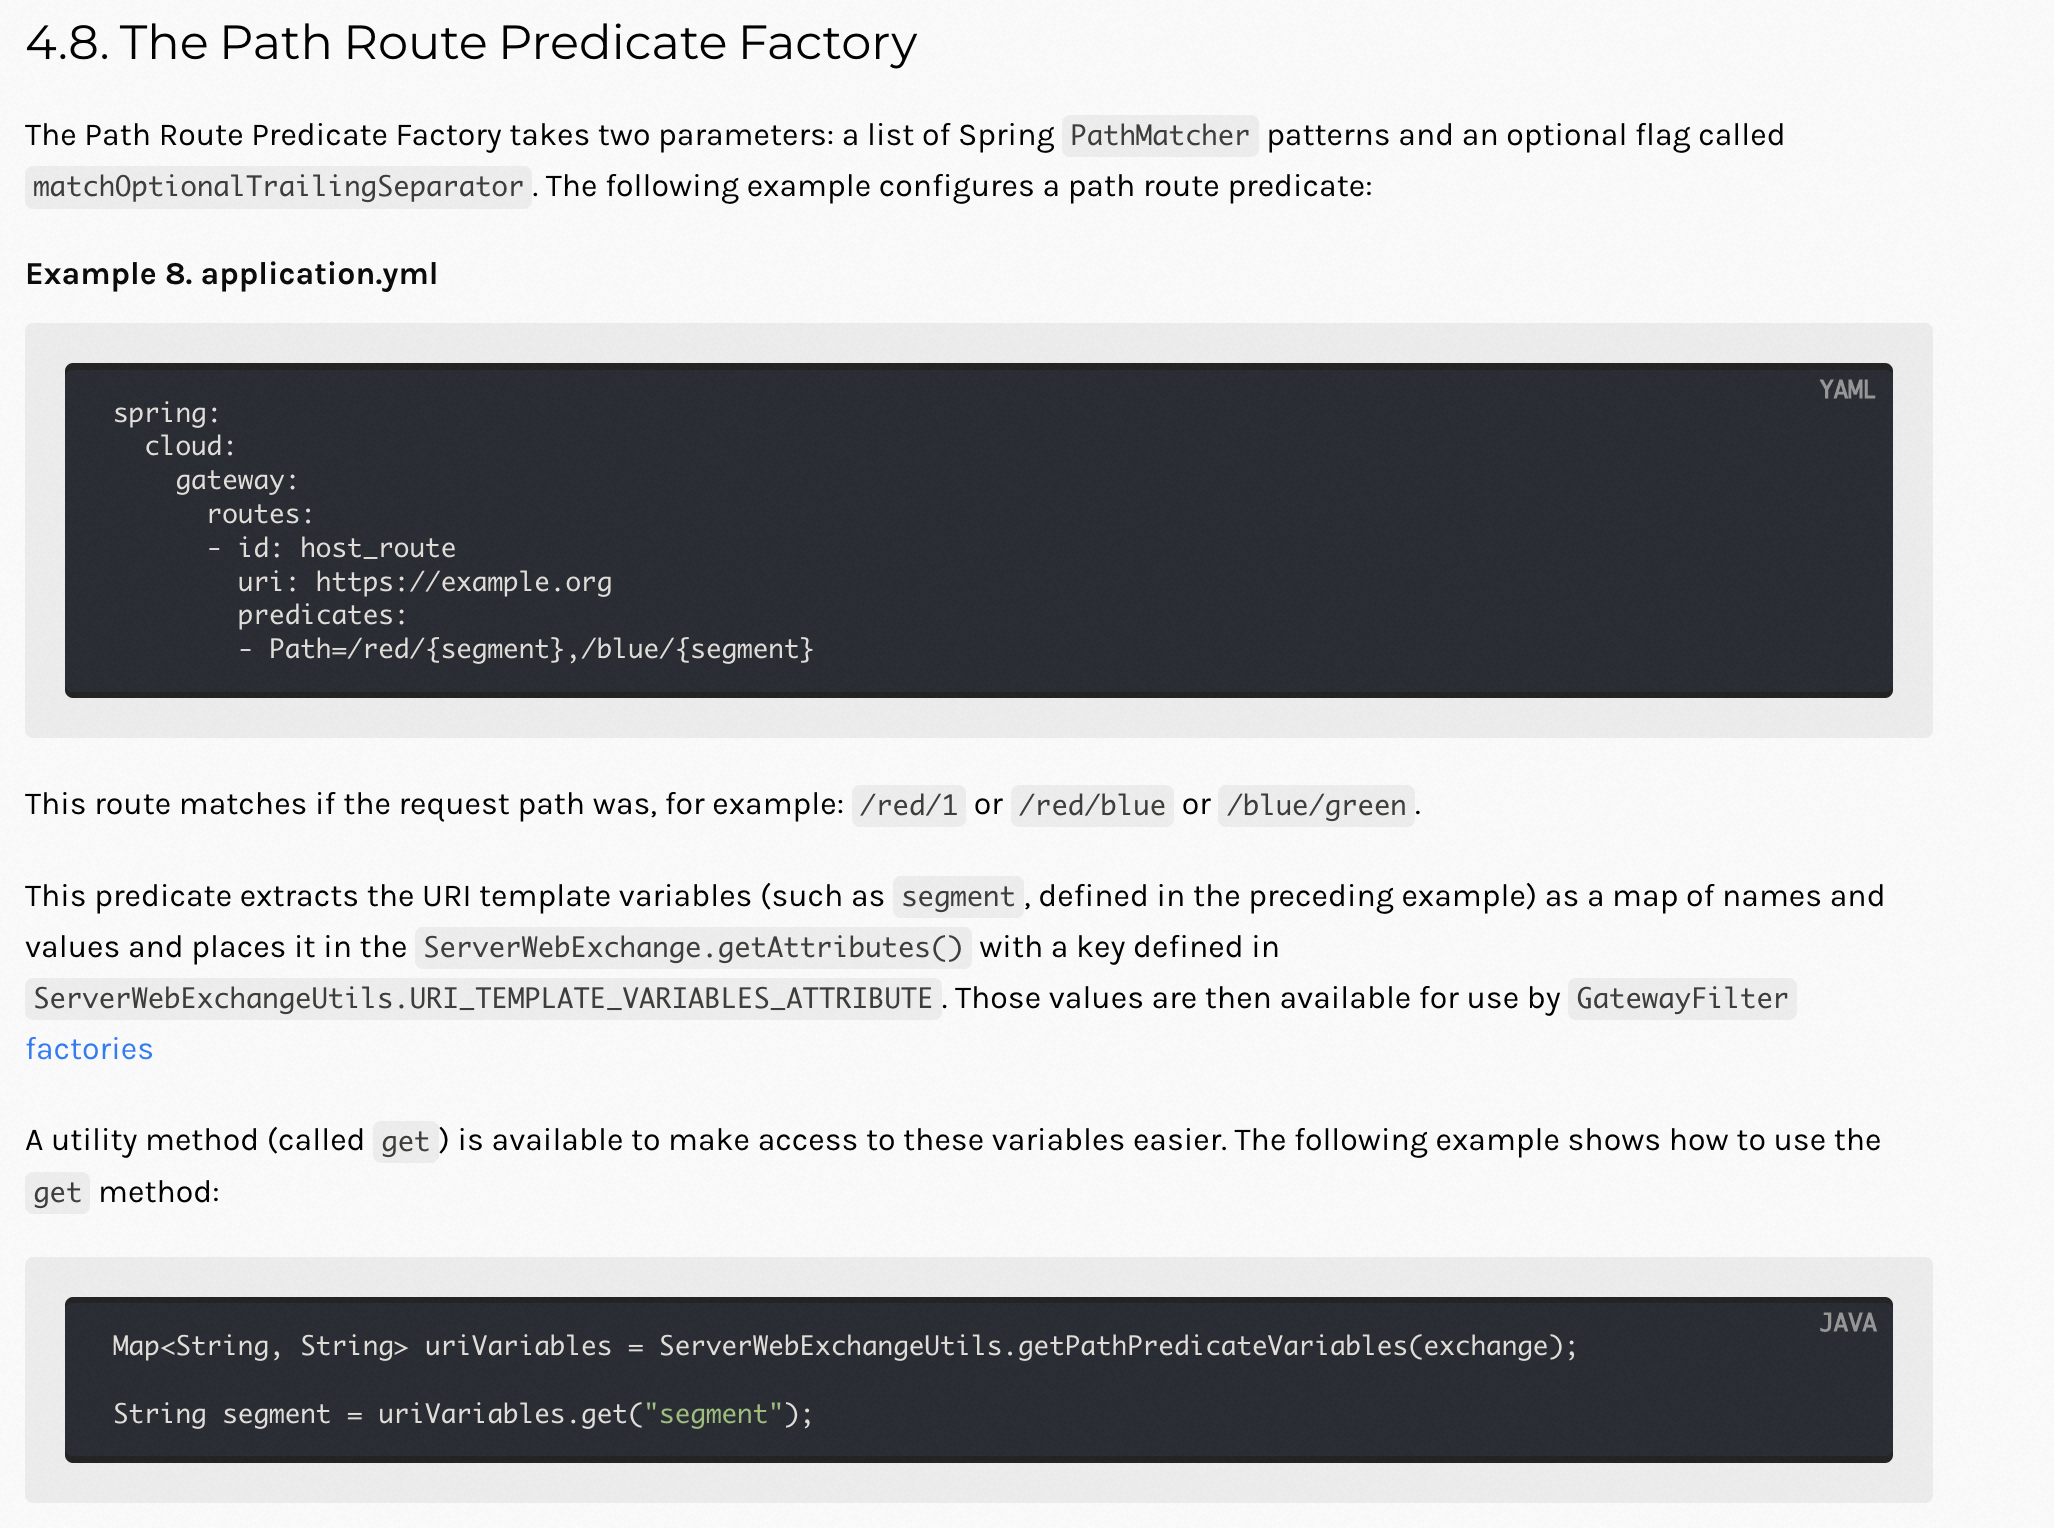 4.8. The Path Route Predicate Factory
The Path Route Predicate Factory takes two parameters: a list of Spring PathMatcher patterns and an optional flag called
matchOptionalTrailingSeparator. The following example configures a path route predicate:
Example 8. application.yml
YAML
spring:
  cloud:
    gateway:
      routes:
      - id: host_route
        uri: https://example.org
        predicates:
        - Path=/red/{segment},/blue/{segment}
This route matches if the request path was, for example: /red/1 or /red/blue or /blue/green.
This predicate extracts the URI template variables (such as segment, defined in the preceding example) as a map of names and
values and places it in the ServerWebExchange.getAttributes() with a key defined in
ServerWebExchangeUtils.URI_TEMPLATE_VARIABLES_ATTRIBUTE. Those values are then available for use by GatewayFilter
factories
A utility method (called get) is available to make access to these variables easier. The following example shows how to use the
get method:
JAVA
Map<String, String> uriVariables = ServerWebExchangeUtils.getPathPredicateVariables(exchange);
String segment = uriVariables.get("segment");